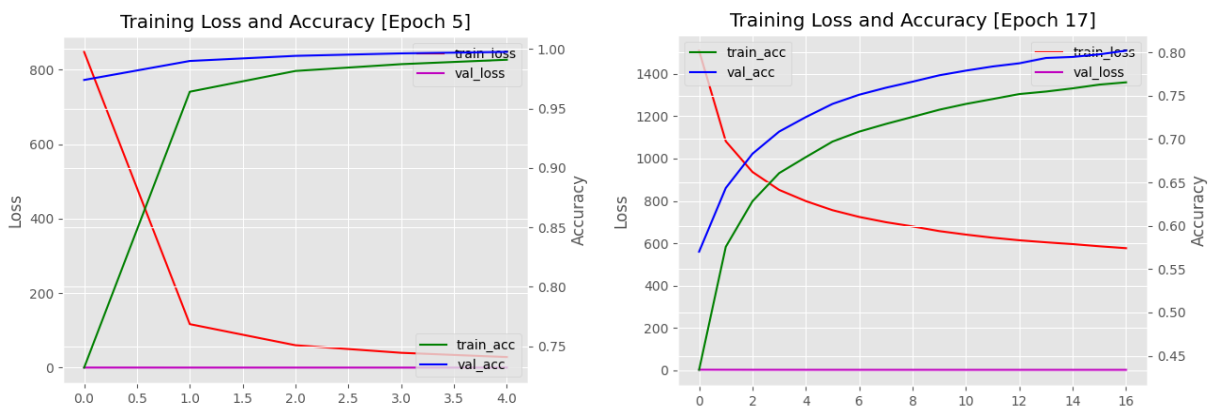 Training Loss and Accuracy [Epoch 5]
800
600
400
200
0
Loss
0.0 0.5 1.0 1.5 2.0 2.5 3.0 3.5 4.0
1.00
0.95
0.90
0.85
0.80
0.75
Accuracy
train_loss
val_loss
train_acc
val_acc
Training Loss and Accuracy [Epoch 17]
1400
1200
1000
800
600
400
200
0
Loss
0 2 4 6 8 10 12 14 16
0.80
0.75
0.70
0.65
0.60
0.55
0.50
0.45
Accuracy
train_acc
val_acc
train_loss
val_loss